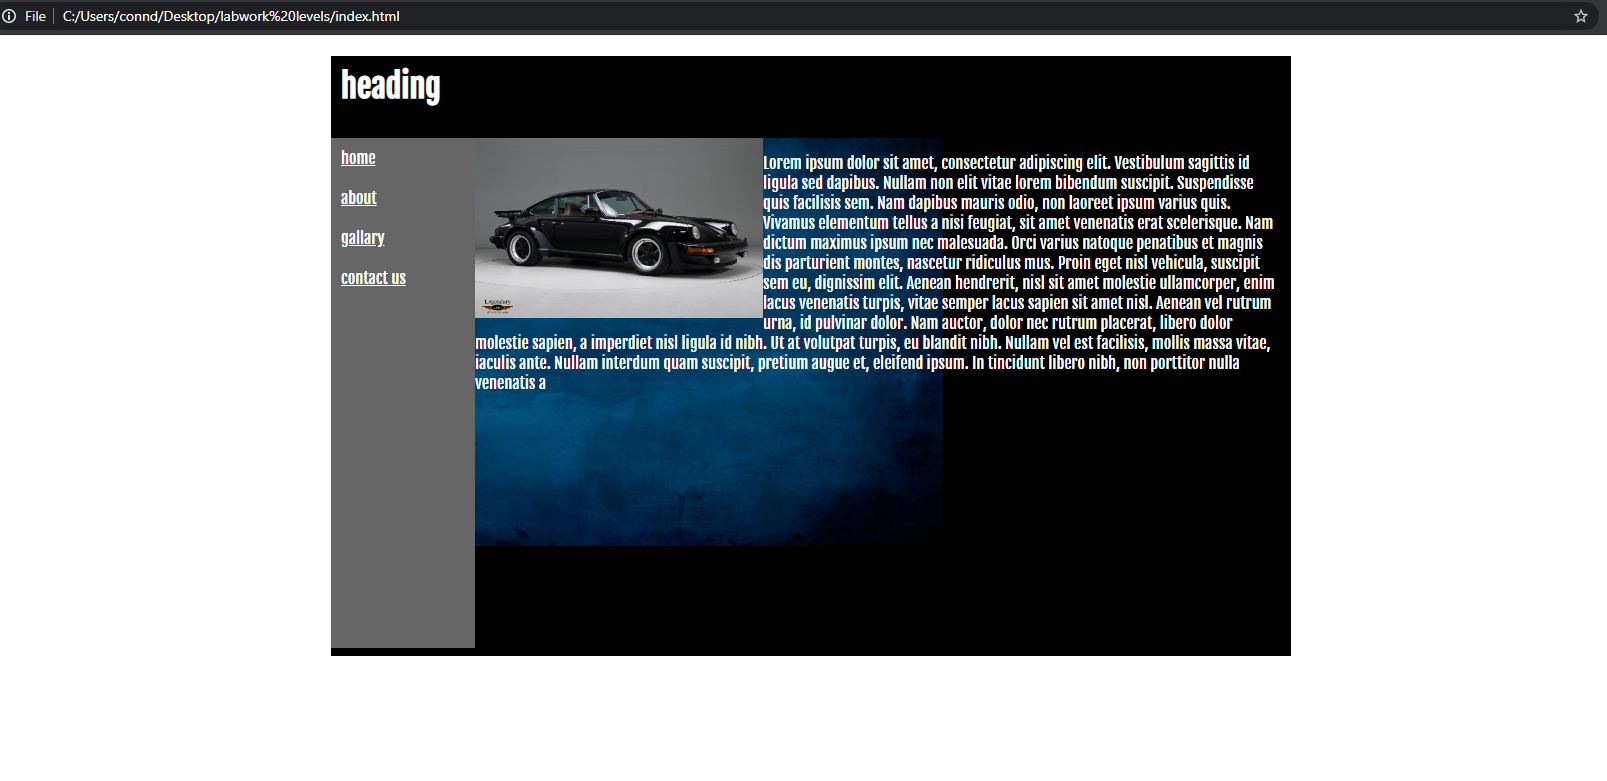 File
C:/Users/connd/Desktop/labwork%20levels/index.html
heading
home
about
gallary
contact us
Legendary
Lorem ipsum dolor sit amet, consectetur adipiscing elit. Vestibulum sagittis id
ligula sed dapibus. Nullam non elit vitae lorem bibendum suscipit. Suspendisse
quis facilisis sem. Nam dapibus mauris odio, non laoreet ipsum varius quis.
Vivamus elementum tellus a nisi feugiat, sit amet venenatis erat scelerisque. Nam
dictum maximus ipsum nec malesuada. Orci varius natoque penatibus et magnis
dis parturient montes, nascetur ridiculus mus. Proin eget nisl vehicula, suscipit
sem eu, dignissim elit. Aenean hendrerit, nisl sit amet molestie ullamcorper, enim
lacus venenatis turpis, vitae semper lacus sapien sit amet nisl. Aenean vel rutrum
urna, id pulvinar dolor. Nam auctor, dolor nec rutrum placerat, libero dolor
molestie sapien, a imperdiet nisl ligula id nibh. Ut at volutpat turpis, eu blandit nibh. Nullam vel est facilisis, mollis massa vitae,
iaculis ante. Nullam interdum quam suscipit, pretium augue et, eleifend ipsum. In tincidunt libero nibh, non porttitor nulla
venenatis a